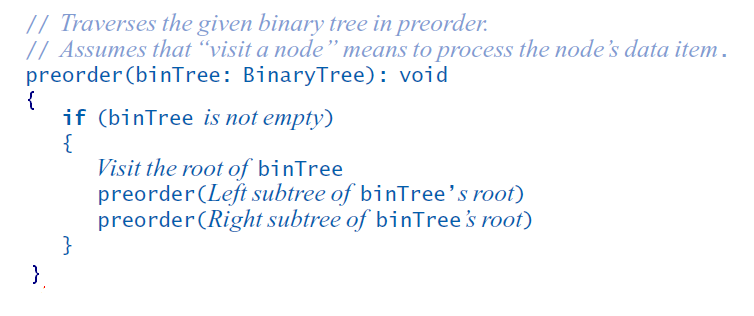 // Traverses the given binary tree in preorder.
// Assumes that “visit a node” means to process the node’s data item.
preorder(binTree: BinaryTree): void
{
if (binTree is not empty)
{
Visit the root of binTree
preorder(Left subtree of binTree’s root)
preorder(Right subtree of binTree’s root)
}
}